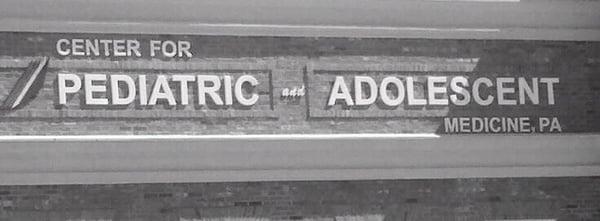 CENTER FOR
PEDIATRIC and ADOLESCENT
MEDICINE, PA